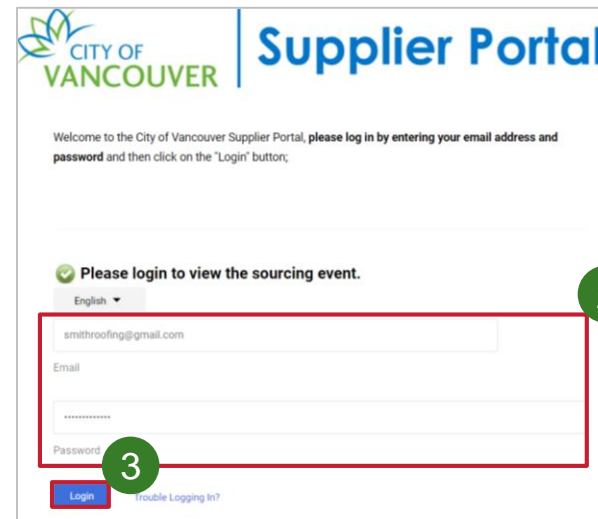 CITY OF
VANCOUVER
Supplier Portal
Welcome to the City of Vancouver Supplier Portal, please log in by entering your email address and
password and then click on the "Login" button;
Please login to view the sourcing event.
English
smithroofing@gmail.com
Email
•••••••••••••
Password
3
Login
Trouble Logging In?